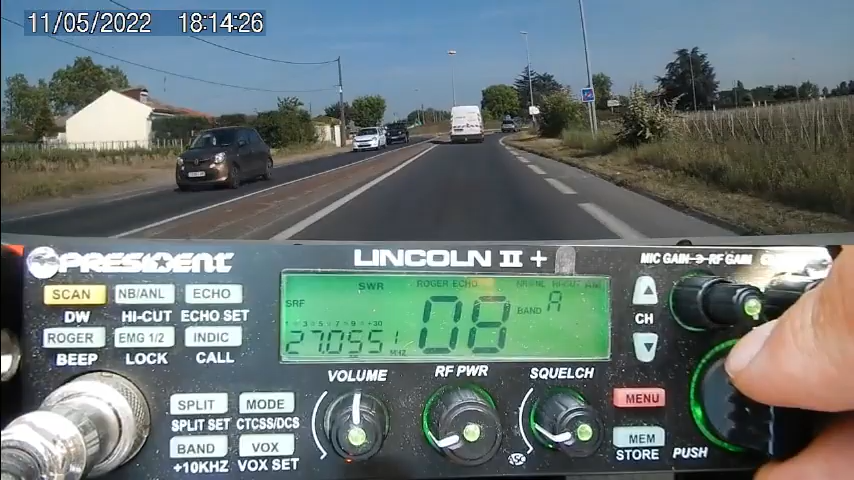 11/05/2022 18:14:26
PRESIDENT LINCOLN II + MIC GAIN RF GAIN
SCAN NB/ANL ECHO
DW HI-CUT ECHO SET
ROGER EMG 1/2 INDIC
BEEP LOCK CALL
SWR ROGER ECHO
SRF 08 BAND A
27.0551 MHZ
CH
VOLUME RF PWR SQUELCH
SPLIT MODE
SPLIT SET CTCSS/DCS
BAND VOX
+10KHZ VOX SET
ASC
MENU
MEM
STORE
PUSH